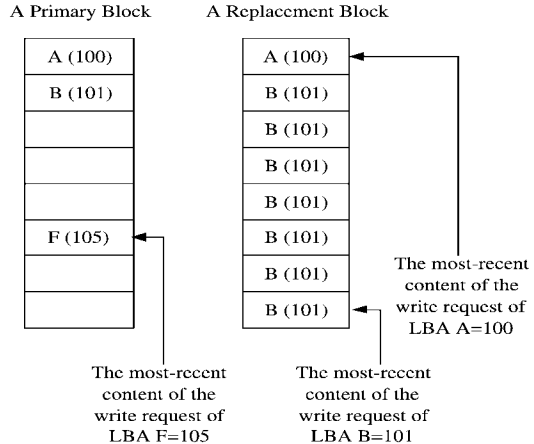 A Primary Block
A Replacement Block
A (100)
B (101)
F (105)
A (100)
B (101)
B (101)
B (101)
B (101)
B (101)
B (101)
B (101)
The most-recent
content of the
write request of
LBA A=100
The most-recent
content of the
write request of
LBA F=105
The most-recent
content of the
write request of
LBA B=101